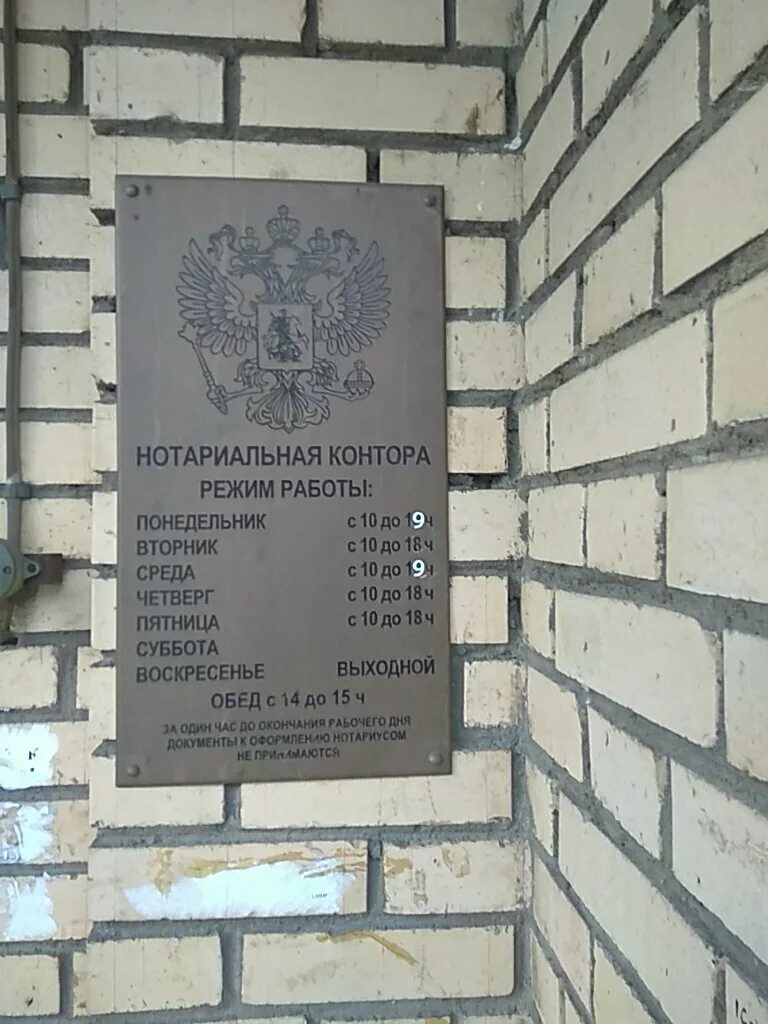 НОТАРИАЛЬНАЯ КОНТОРА
РЕЖИМ РАБОТЫ:
ПОНЕДЕЛЬНИК с 10 до 19 ч
ВТОРНИК с 10 до 18 ч
СРЕДА с 10 до 19 ч
ЧЕТВЕРГ с 10 до 18 ч
ПЯТНИЦА с 10 до 18 ч
СУББОТА
ВОСКРЕСЕНЬЕ ВЫХОДНОЙ
ОБЕД с 14 до 15 ч
ЗА ОДИН ЧАС ДО ОКОНЧАНИЯ РАБОЧЕГО ДНЯ
ДОКУМЕНТЫ К ОФОРМЛЕНИЮ НОТАРИУСОМ
НЕ ПРИНИМАЮТСЯ